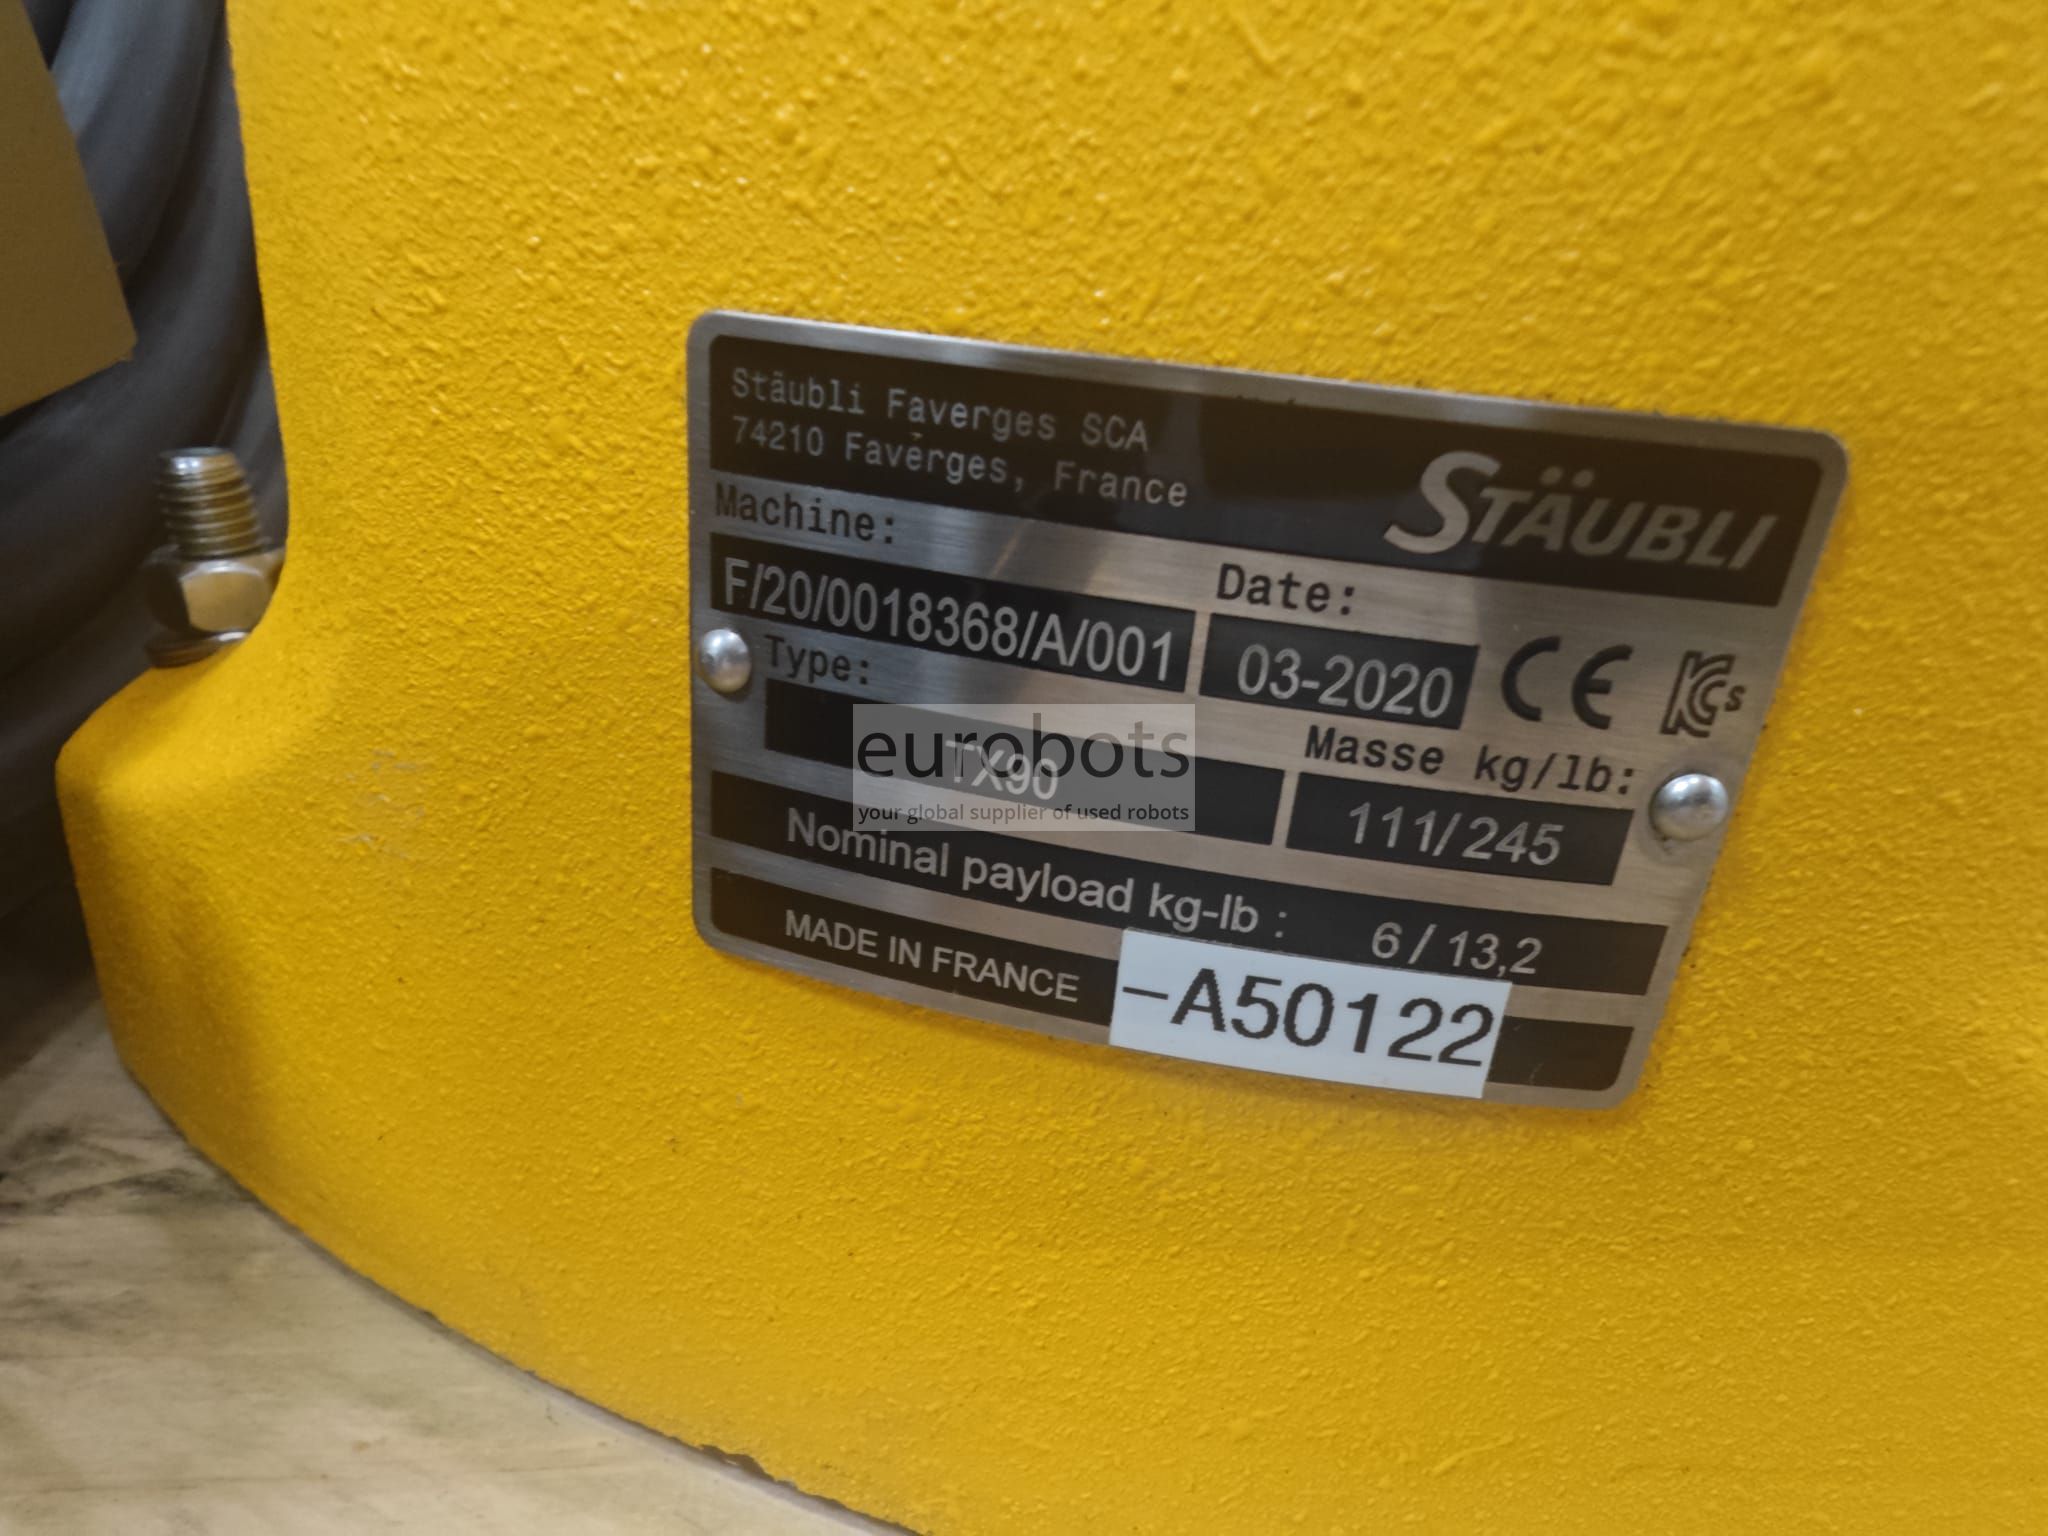 Stäubli Faverges SCA
74210 Faverges, France
STÄUBLI
Machine:
F/20/0018368/A/001
Date:
03-2020
CE
KCs
Type:
TX90
Masse kg/lb:
111/245
Nominal payload kg-lb : 6 / 13,2
MADE IN FRANCE
-A50122
eurobots
your global supplier of used robots